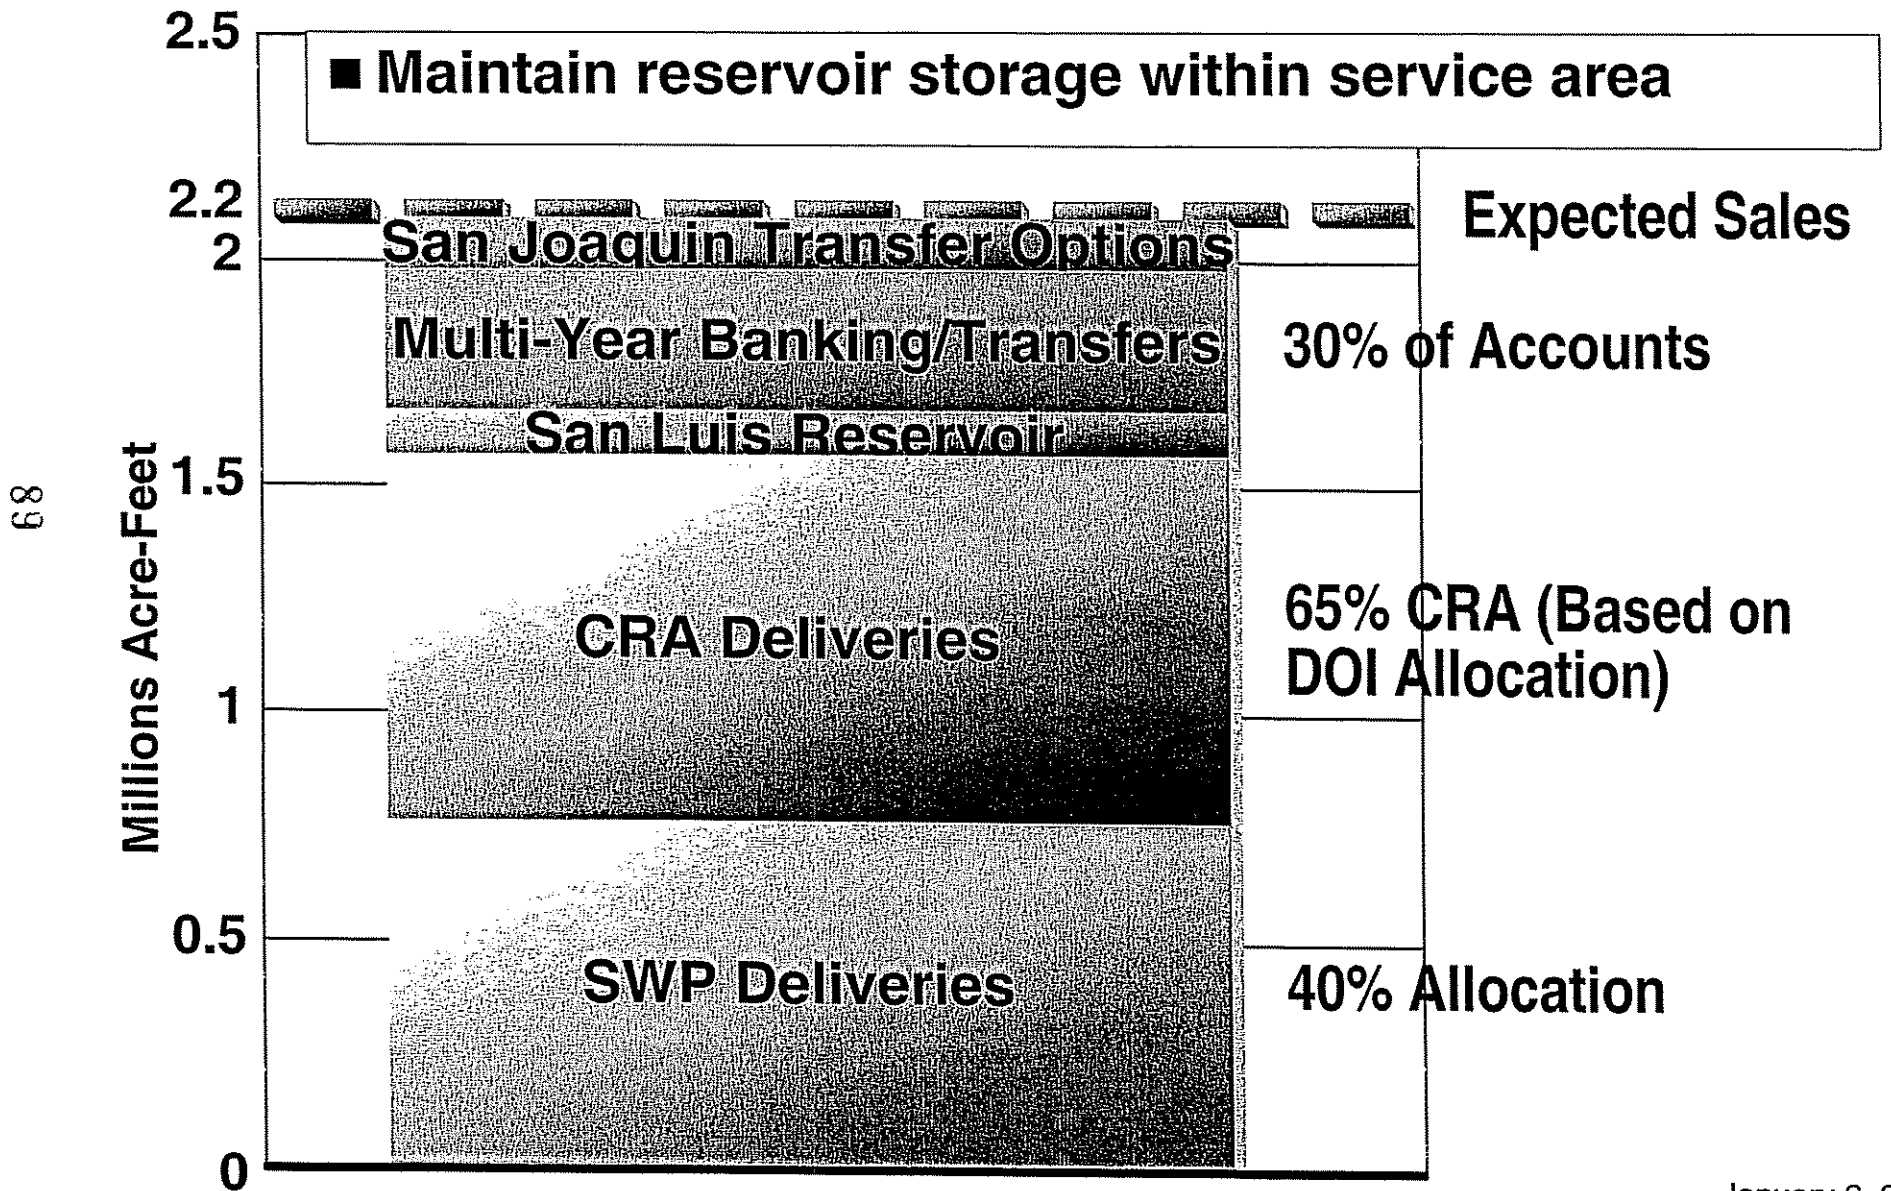 2.5
■ Maintain reservoir storage within service area
2.2
Expected Sales
San Joaquin Transfer Options
2
Multi-Year Banking/Transfers
30% of Accounts
San Luis Reservoir
1.5
Millions Acre-Feet
68
CRA Deliveries
65% CRA (Based on
DOI Allocation)
1
0.5
SWP Deliveries
40% Allocation
0